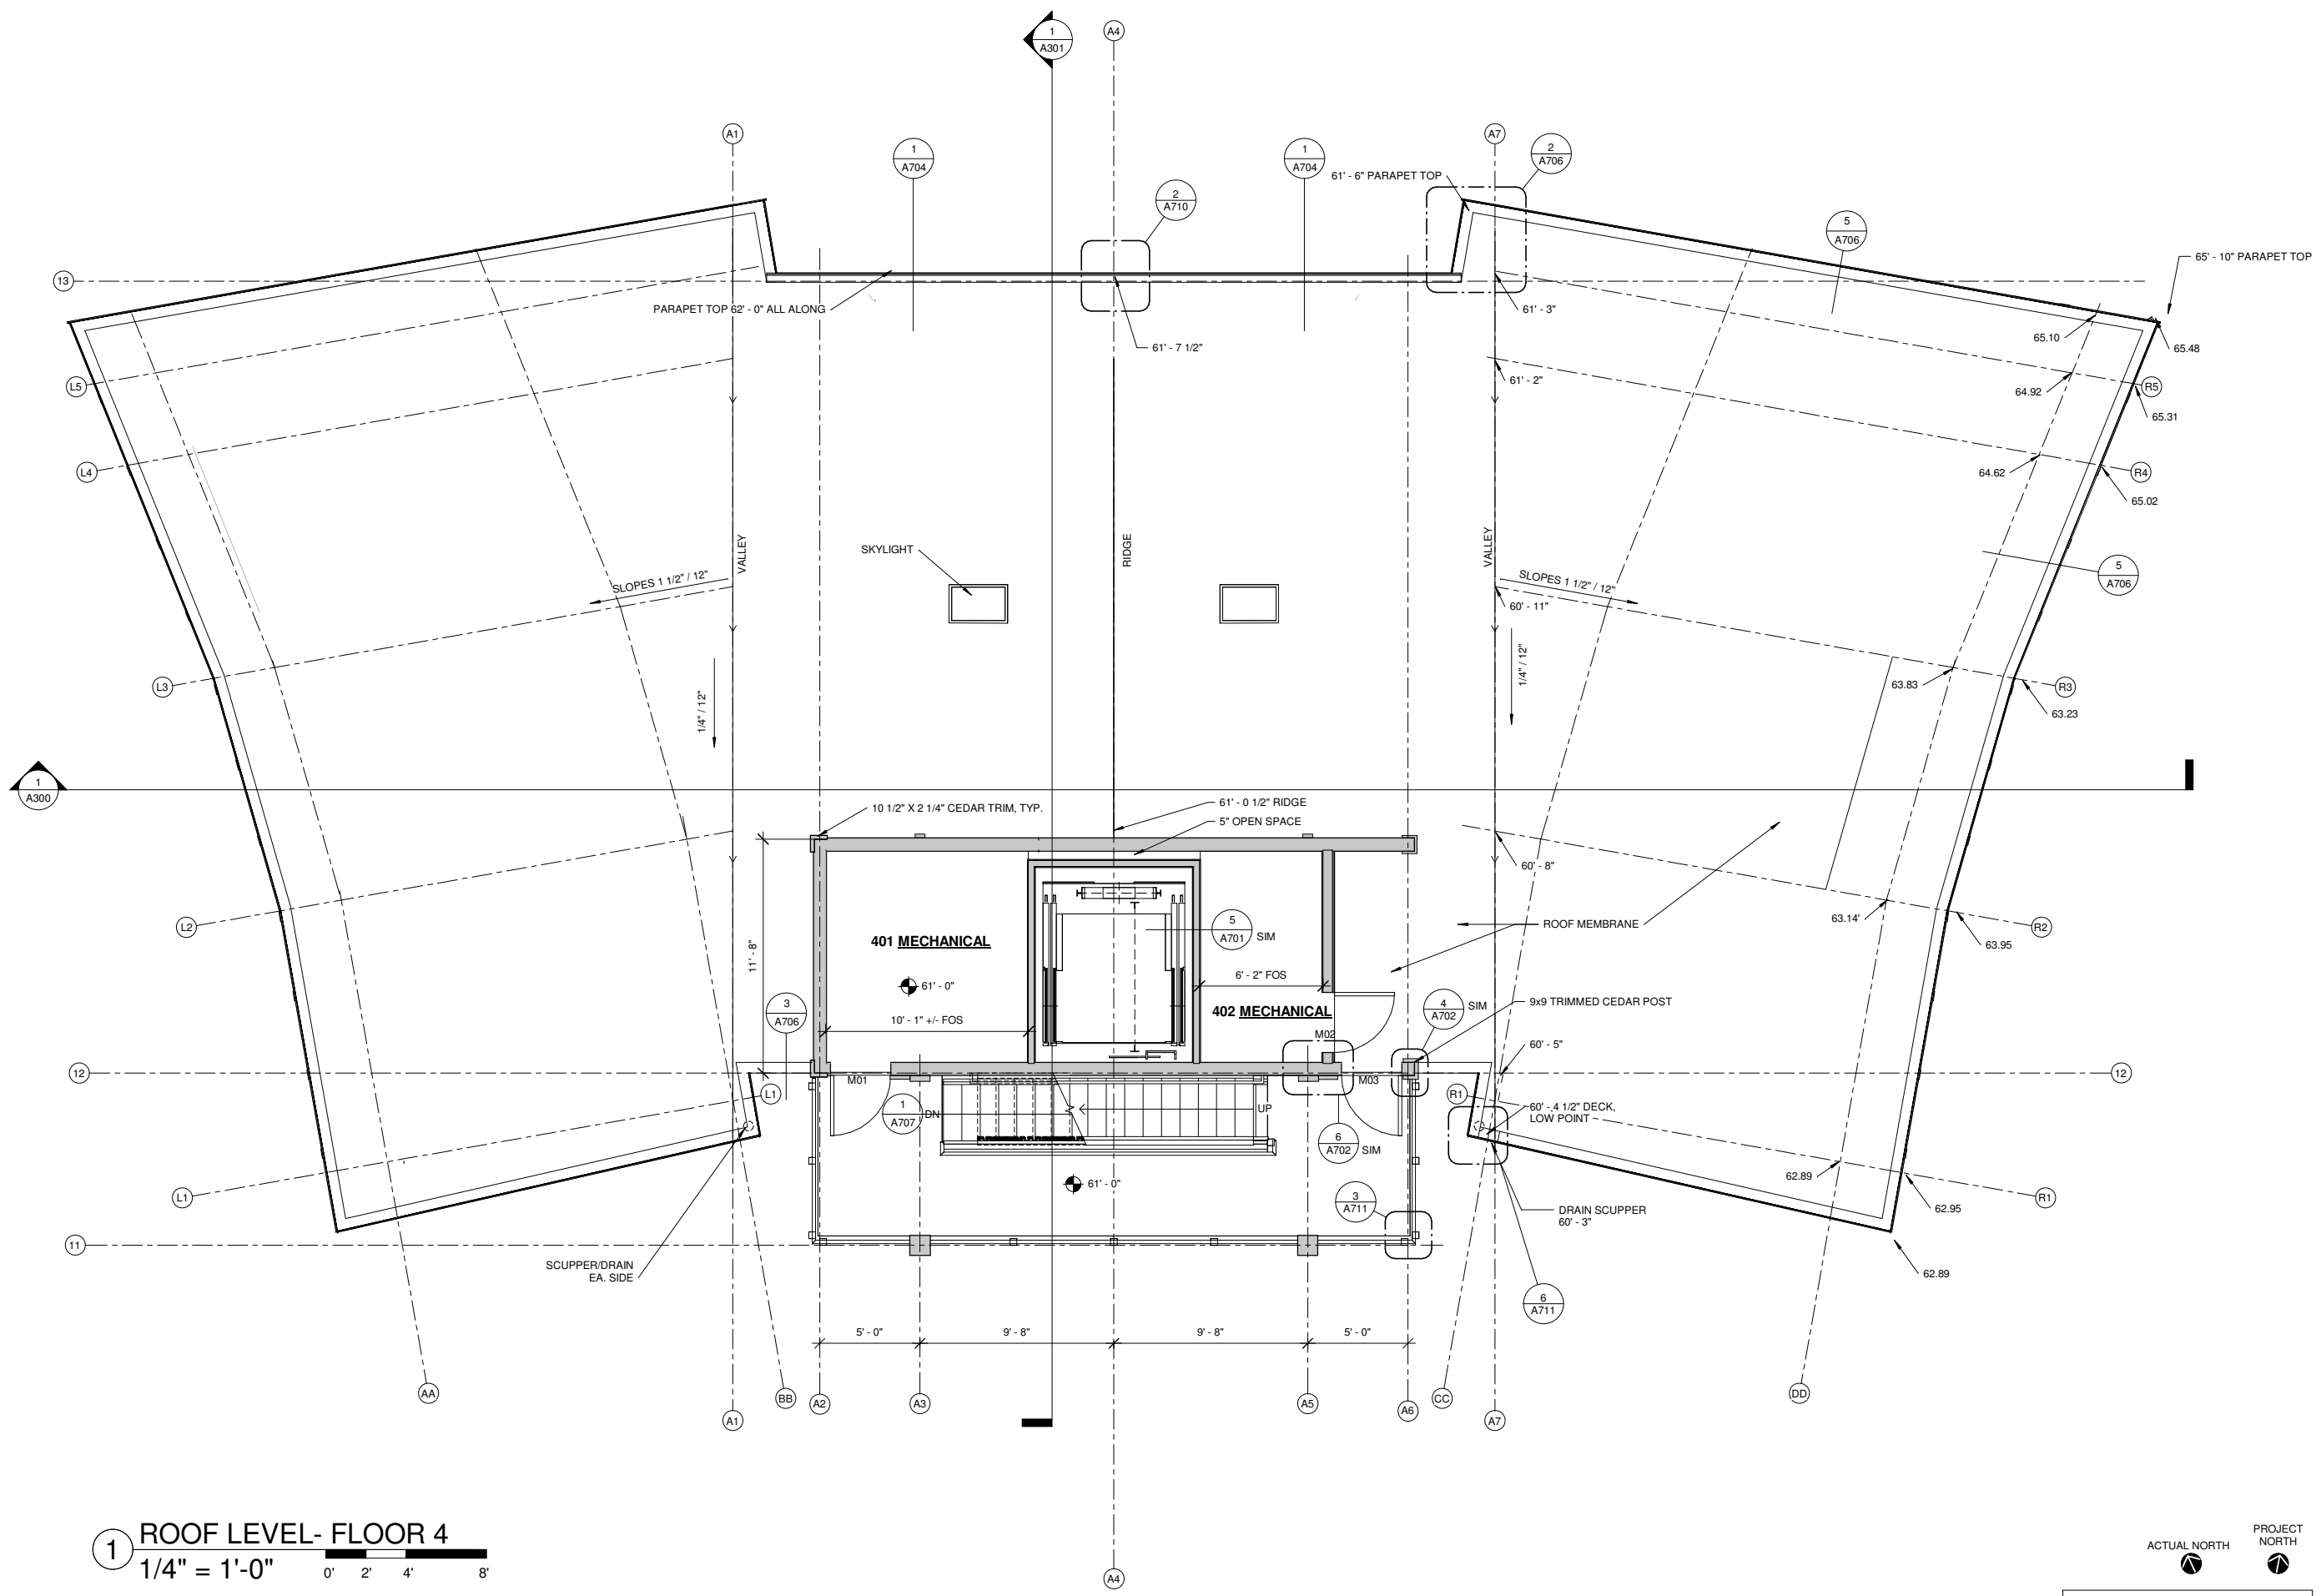 1
A301
A4
A1
A7
1
A704
1
A704
2
A706
61' - 6" PARAPET TOP
2
A710
5
A706
65' - 10" PARAPET TOP
13
PARAPET TOP 62' - 0" ALL ALONG
61' - 3"
65.10
65.48
61' - 7 1/2"
61' - 2"
L5
64.92
R5
65.31
L4
64.62
R4
65.02
SKYLIGHT
VALLEY
RIDGE
VALLEY
SLOPES 1 1/2" / 12"
SLOPES 1 1/2" / 12"
5
A706
60' - 11"
1/4" / 12"
1/4" / 12"
L3
63.83
R3
63.23
1
A300
10 1/2" X 2 1/4" CEDAR TRIM, TYP.
61' - 0 1/2" RIDGE
5" OPEN SPACE
60' - 8"
L2
63.14'
R2
63.95
ROOF MEMBRANE
5
A701
SIM
401 MECHANICAL
11' - 8"
61' - 0"
6' - 2" FOS
402 MECHANICAL
4
A702
SIM
9x9 TRIMMED CEDAR POST
3
A706
10' - 1" +/- FOS
M02
60' - 5"
12
12
M01
M03
L1
R1
1
A707
DN
UP
60' - 4 1/2" DECK,
LOW POINT
6
A702
SIM
62.89
61' - 0"
L1
R1
3
A711
62.95
DRAIN SCUPPER
60' - 3"
11
SCUPPER/DRAIN
EA. SIDE
62.89
6
A711
5' - 0"
9' - 8"
9' - 8"
5' - 0"
AA
BB
A2
A3
A5
A6
CC
DD
A1
A7
1
ROOF LEVEL- FLOOR 4
1/4" = 1'-0"
0'
2'
4'
8'
A4
ACTUAL NORTH
PROJECT
NORTH